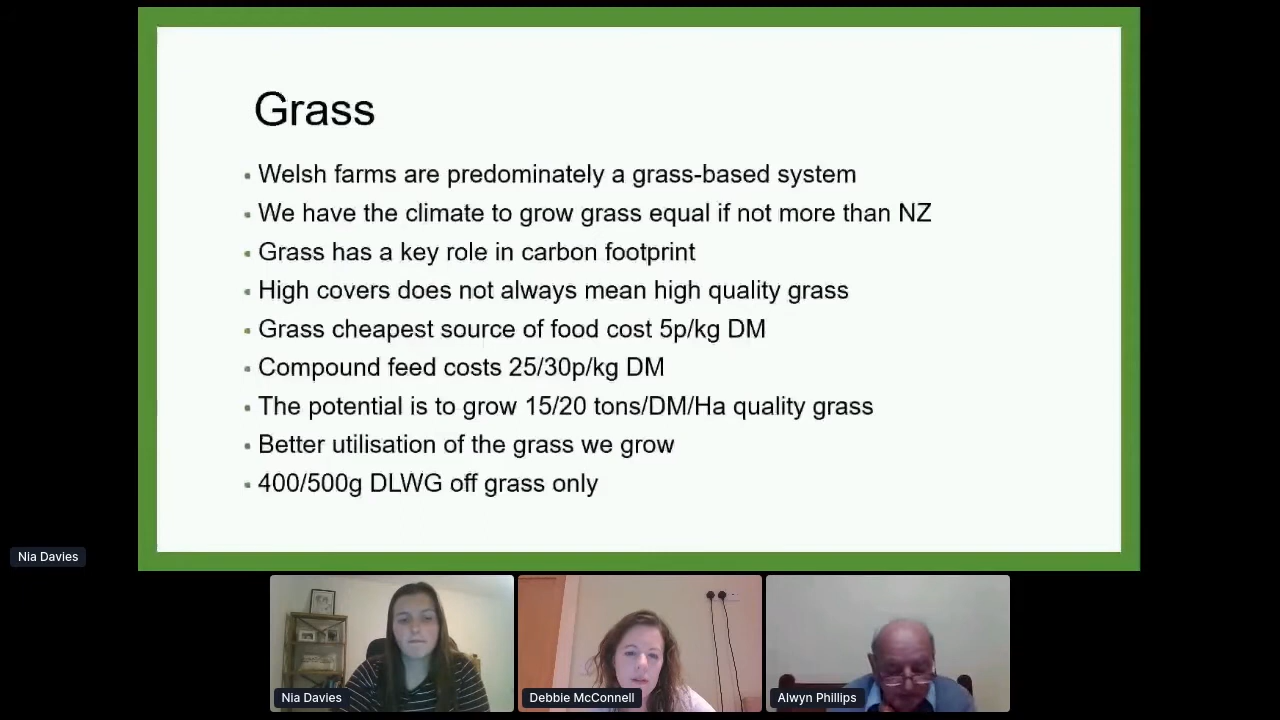 Grass
• Welsh farms are predominately a grass-based system
• We have the climate to grow grass equal if not more than NZ
• Grass has a key role in carbon footprint
• High covers does not always mean high quality grass
• Grass cheapest source of food cost 5p/kg DM
• Compound feed costs 25/30p/kg DM
• The potential is to grow 15/20 tons/DM/Ha quality grass
• Better utilisation of the grass we grow
• 400/500g DLWG off grass only
Nia Davies
Nia Davies
Debbie McConnell
Alwyn Phillips